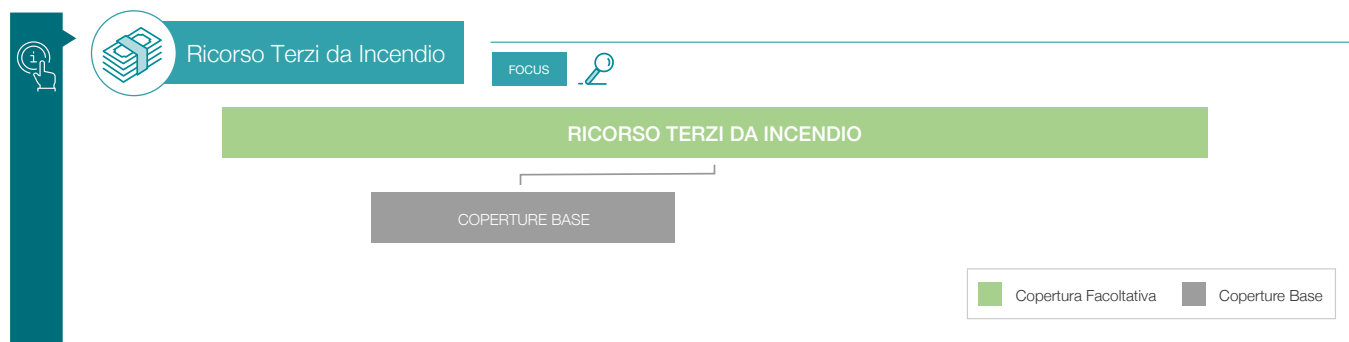 Ricorso Terzi da Incendio
FOCUS
RICORSO TERZI DA INCENDIO
COPERTURE BASE
Copertura Facoltativa
Coperture Base